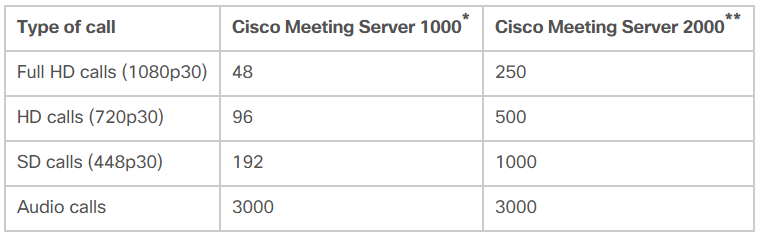 Type of call Cisco Meeting Server 1000* Cisco Meeting Server 2000**
Full HD calls (1080p30) 48 250
HD calls (720p30) 96 500
SD calls (448p30) 192 1000
Audio calls 3000 3000